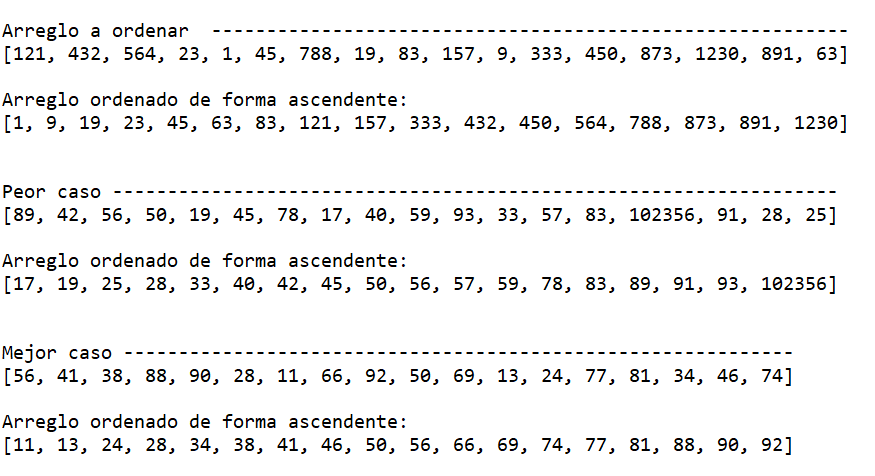 Arreglo a ordenar  ----------------------------------------------------------
[121, 432, 564, 23, 1, 45, 788, 19, 83, 157, 9, 333, 450, 873, 1230, 891, 63]
Arreglo ordenado de forma ascendente:
[1, 9, 19, 23, 45, 63, 83, 121, 157, 333, 432, 450, 564, 788, 873, 891, 1230]
Peor caso ------------------------------------------------------------------
[89, 42, 56, 50, 19, 45, 78, 17, 40, 59, 93, 33, 57, 83, 102356, 91, 28, 25]
Arreglo ordenado de forma ascendente:
[17, 19, 25, 28, 33, 40, 42, 45, 50, 56, 57, 59, 78, 83, 89, 91, 93, 102356]
Mejor caso -------------------------------------------------------------
[56, 41, 38, 88, 90, 28, 11, 66, 92, 50, 69, 13, 24, 77, 81, 34, 46, 74]
Arreglo ordenado de forma ascendente:
[11, 13, 24, 28, 34, 38, 41, 46, 50, 56, 66, 69, 74, 77, 81, 88, 90, 92]